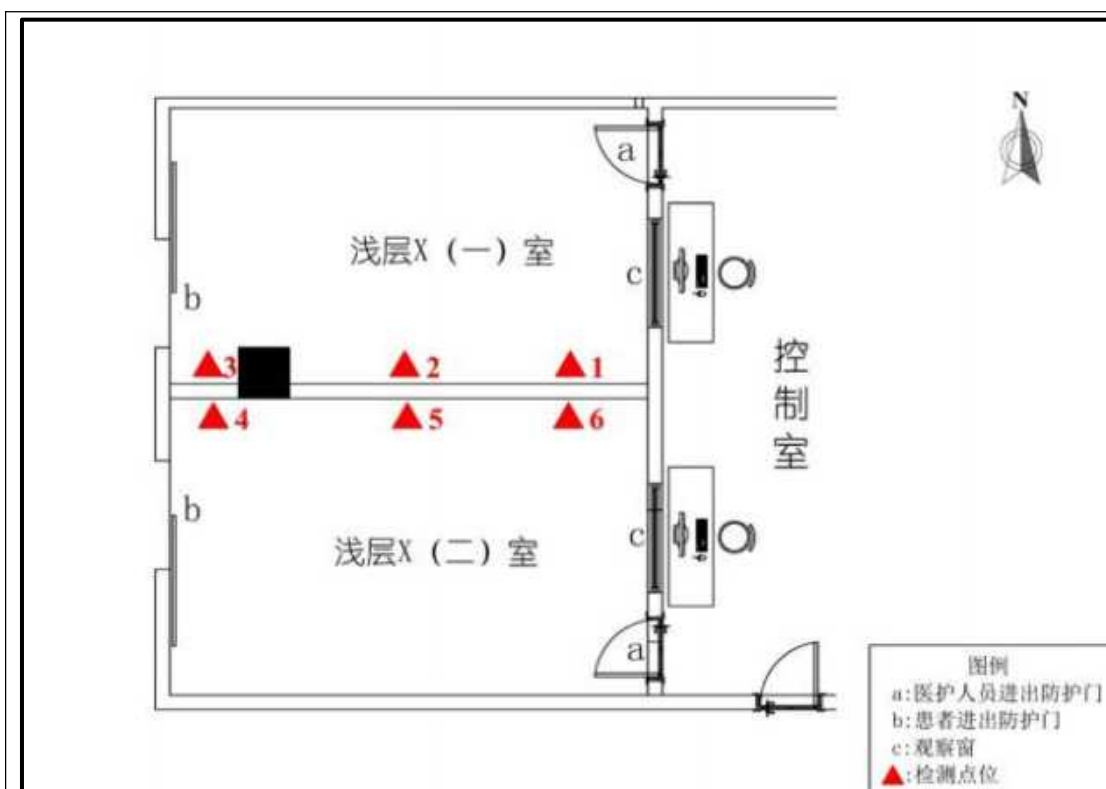 N
a
浅层X（一）室
c
b
3
2
1
控
制
室
4
5
6
b
c
浅层X（二）室
a
图例
a:医护人员进出防护门
b:患者进出防护门
c:观察窗
:检测点位